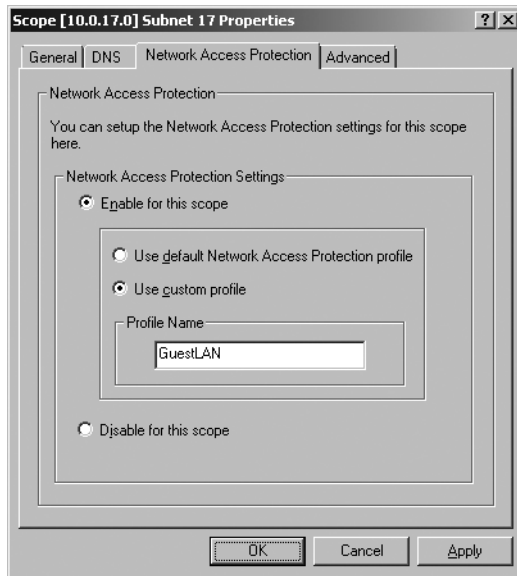 Scope [10.0.17.0] Subnet 17 Properties
General DNS Network Access Protection Advanced
Network Access Protection
You can setup the Network Access Protection settings for this scope
here.
Network Access Protection Settings
Enable for this scope
Use default Network Access Protection profile
Use custom profile
Profile Name
GuestLAN
Disable for this scope
OK Cancel Apply